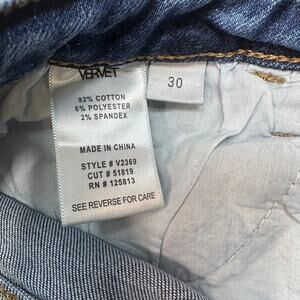 VERVET
30
92% COTTON
6% POLYESTER
2% SPANDEX
MADE IN CHINA
STYLE # V2369
CUT # 51819
RN # 125813
SEE REVERSE FOR CARE